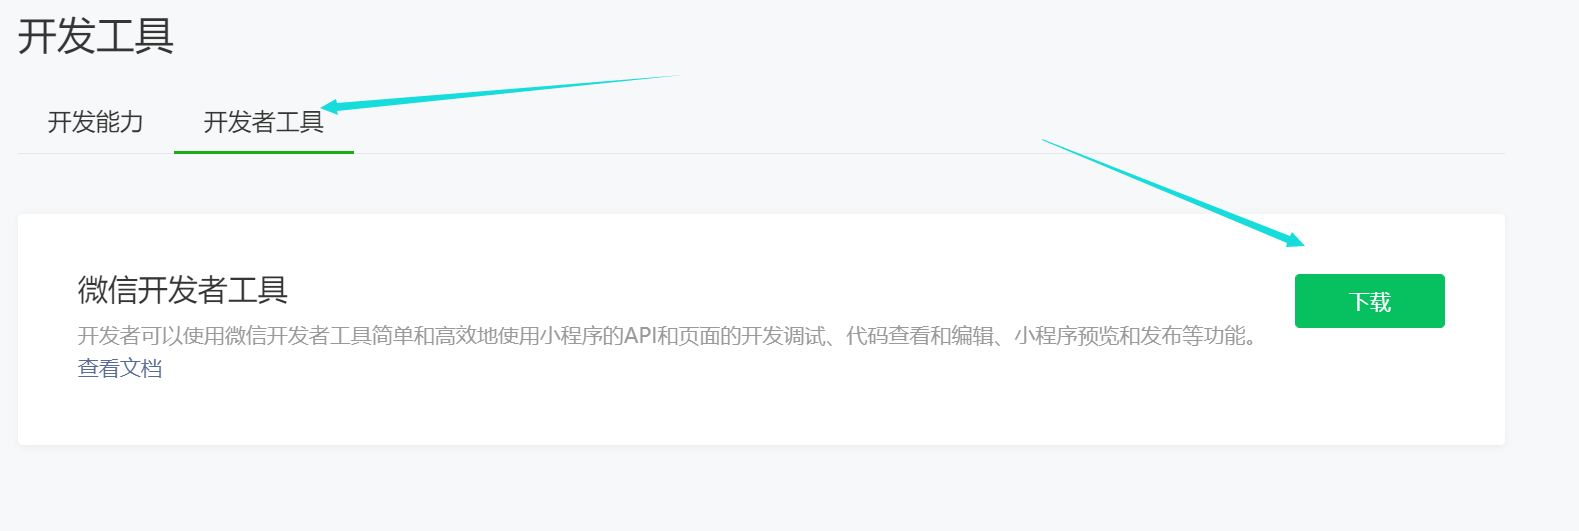 开发工具
开发能力 开发者工具
微信开发者工具
下载
开发者可以使用微信开发者工具简单和高效地使用小程序的API和页面的开发调试、代码查看和编辑、小程序预览和发布等功能。
查看文档